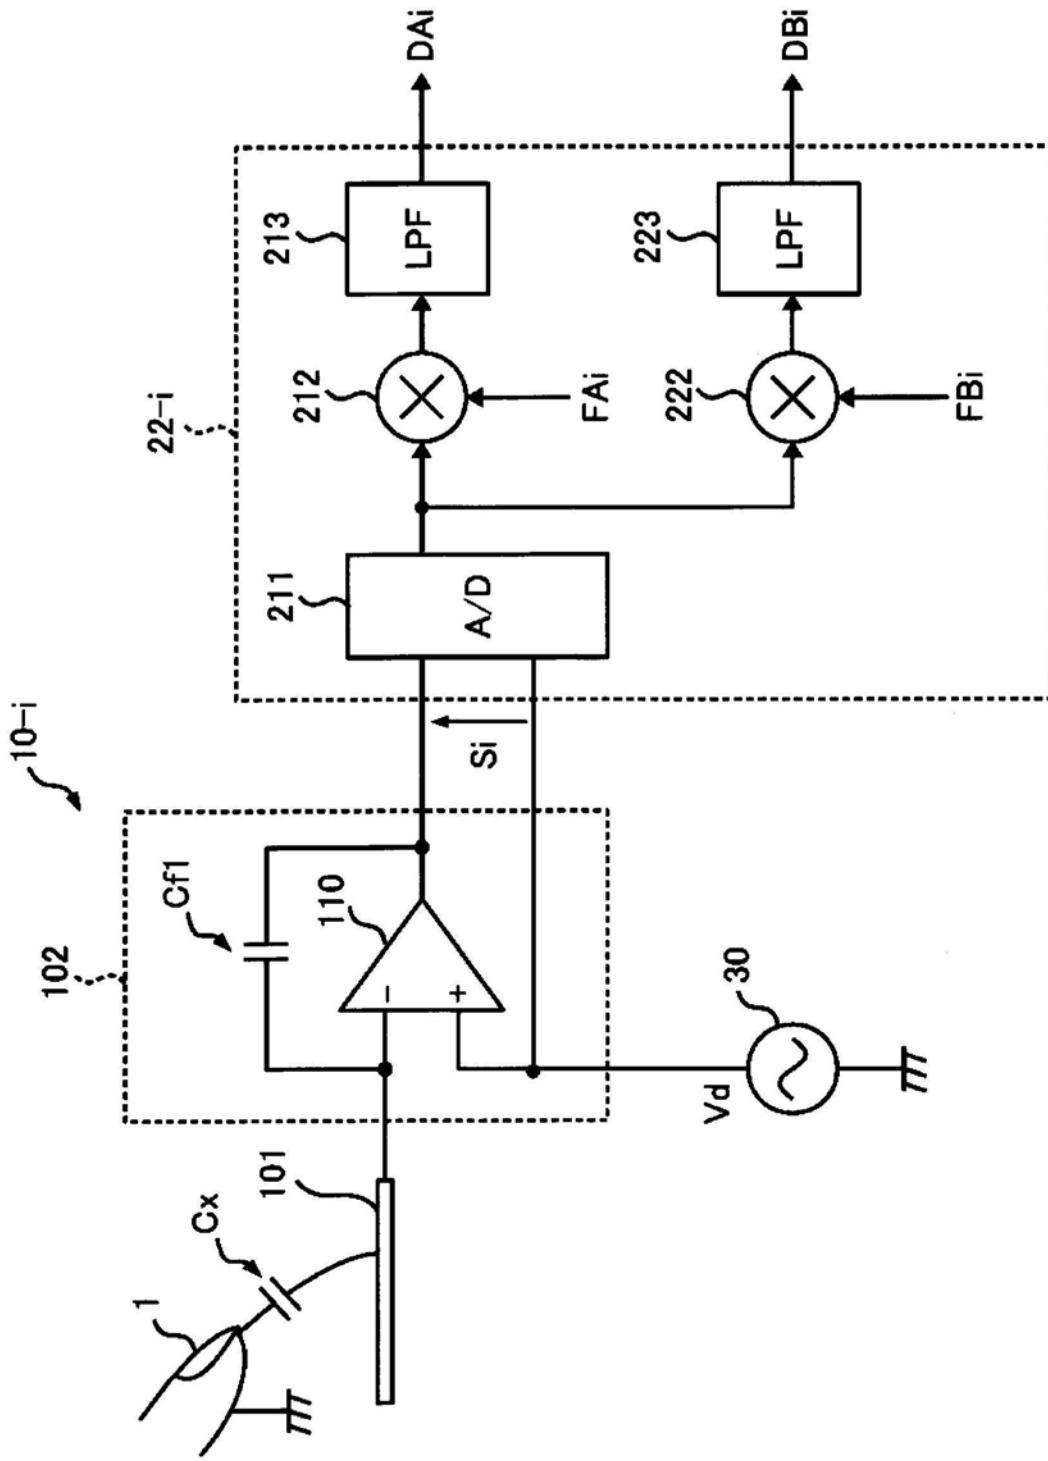 10-i
22-i
102
Cf1
110
-
+
1
Cx
101
Vd
30
Si
211
A/D
212
FAi
213
LPF
DAi
222
FBi
223
LPF
DBi